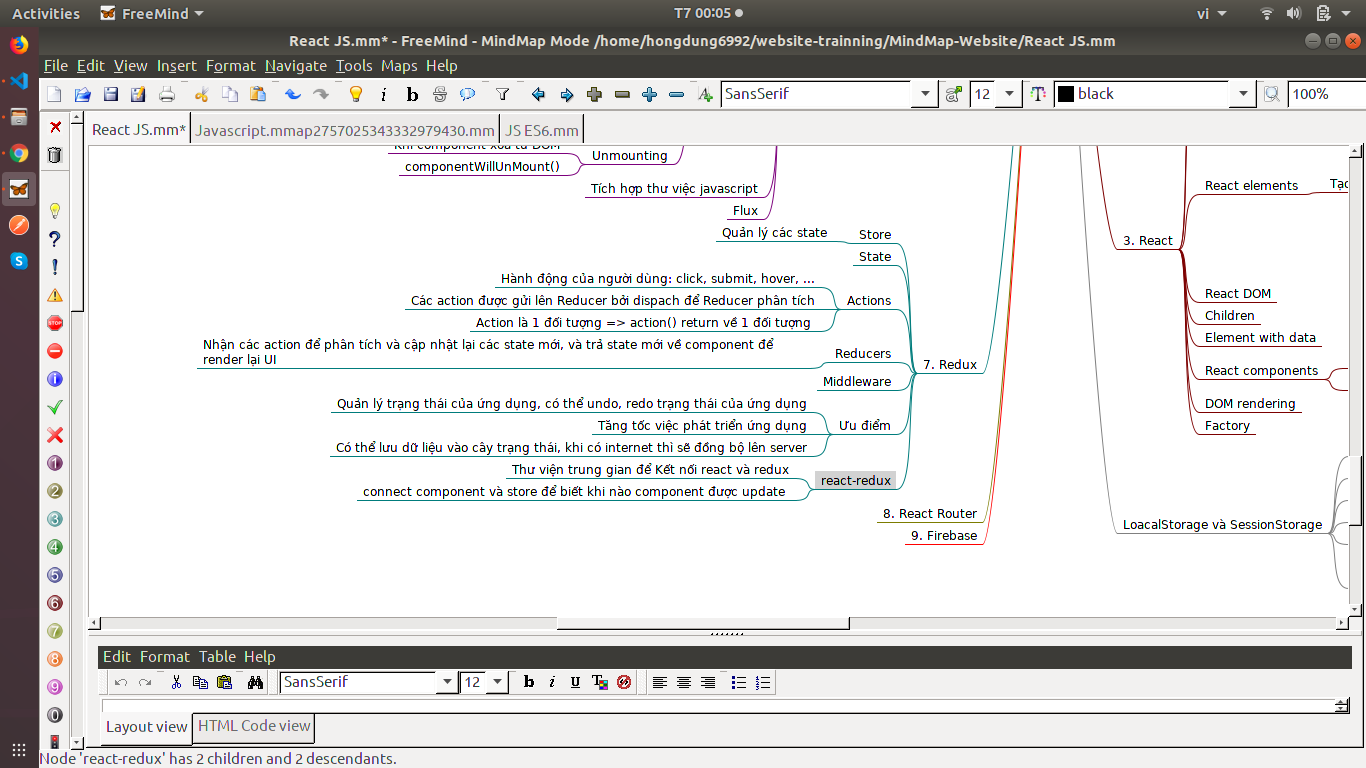 Activities
FreeMind
T7 00:05
vi
React JS.mm* - FreeMind - MindMap Mode /home/hongdung6992/website-trainning/MindMap-Website/React JS.mm
File Edit View Insert Format Navigate Tools Maps Help
SansSerif
12
black
100%
React JS.mm*
Javascript.mmap2757025343332979430.mm
JS ES6.mm
Khi component xóa từ DOM
componentWillUnMount()
Unmounting
Tích hợp thư việc javascript
Flux
Quản lý các state
Store
State
Hành động của người dùng: click, submit, hover, ...
Các action được gửi lên Reducer bởi dispach để Reducer phân tích
Actions
Action là 1 đối tượng => action() return về 1 đối tượng
Nhận các action để phân tích và cập nhật lại các state mới, và trả state mới về component để
render lại UI
Reducers
Middleware
7. Redux
Quản lý trạng thái của ứng dụng, có thể undo, redo trạng thái của ứng dụng
Tăng tốc việc phát triển ứng dụng
Ưu điểm
Có thể lưu dữ liệu vào cây trạng thái, khi có internet thì sẽ đồng bộ lên server
Thư viện trung gian để Kết nối react và redux
react-redux
connect component và store để biết khi nào component được update
8. React Router
9. Firebase
React elements
Tạo
3. React
React DOM
Children
Element with data
React components
DOM rendering
Factory
LoacalStorage và SessionStorage
Edit Format Table Help
SansSerif
12
Layout view
HTML Code view
Node 'react-redux' has 2 children and 2 descendants.